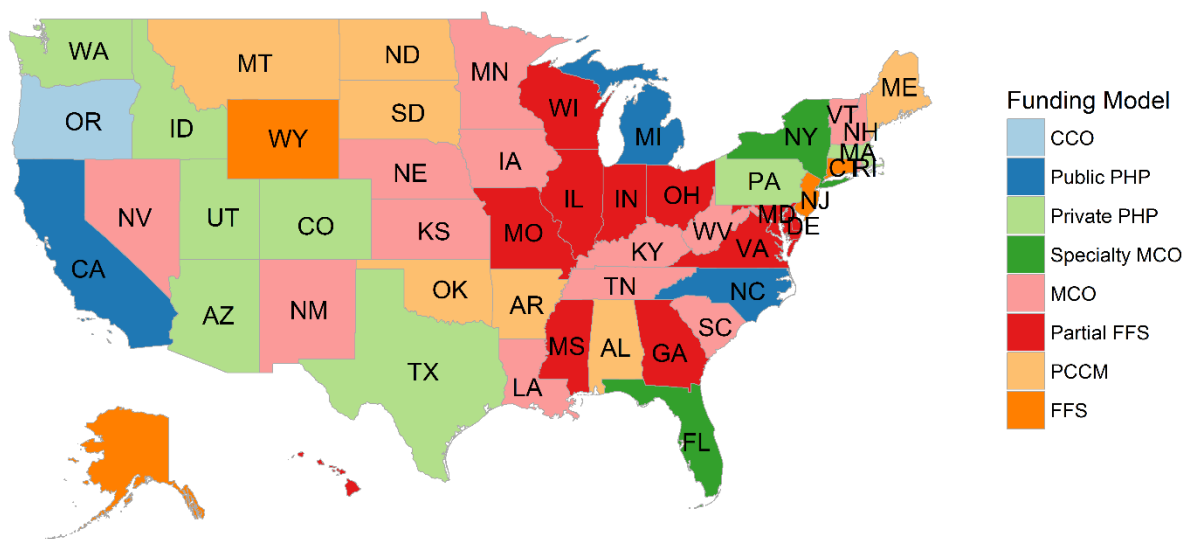 WA
MT
ND
MN
ME
OR
ID
SD
WI
VT
NH
WY
MI
NY
MA
CT
RI
IA
NE
PA
NJ
NV
UT
CO
IL
IN
OH
MD
DE
KS
MO
WV
VA
KY
CA
AZ
NM
OK
AR
TN
NC
SC
TX
MS
AL
GA
LA
FL
Funding Model
CCO
Public PHP
Private PHP
Specialty MCO
MCO
Partial FFS
PCCM
FFS